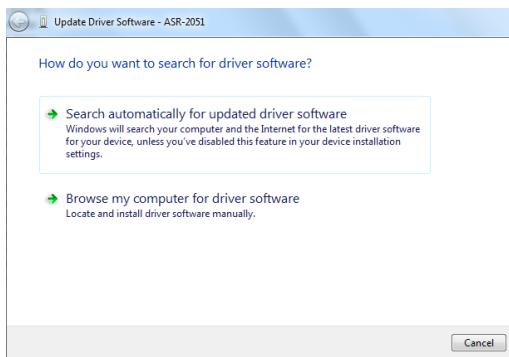 Update Driver Software - ASR-2051
How do you want to search for driver software?
Search automatically for updated driver software
Windows will search your computer and the Internet for the latest driver software
for your device, unless you've disabled this feature in your device installation
settings.
Browse my computer for driver software
Locate and install driver software manually.
Cancel